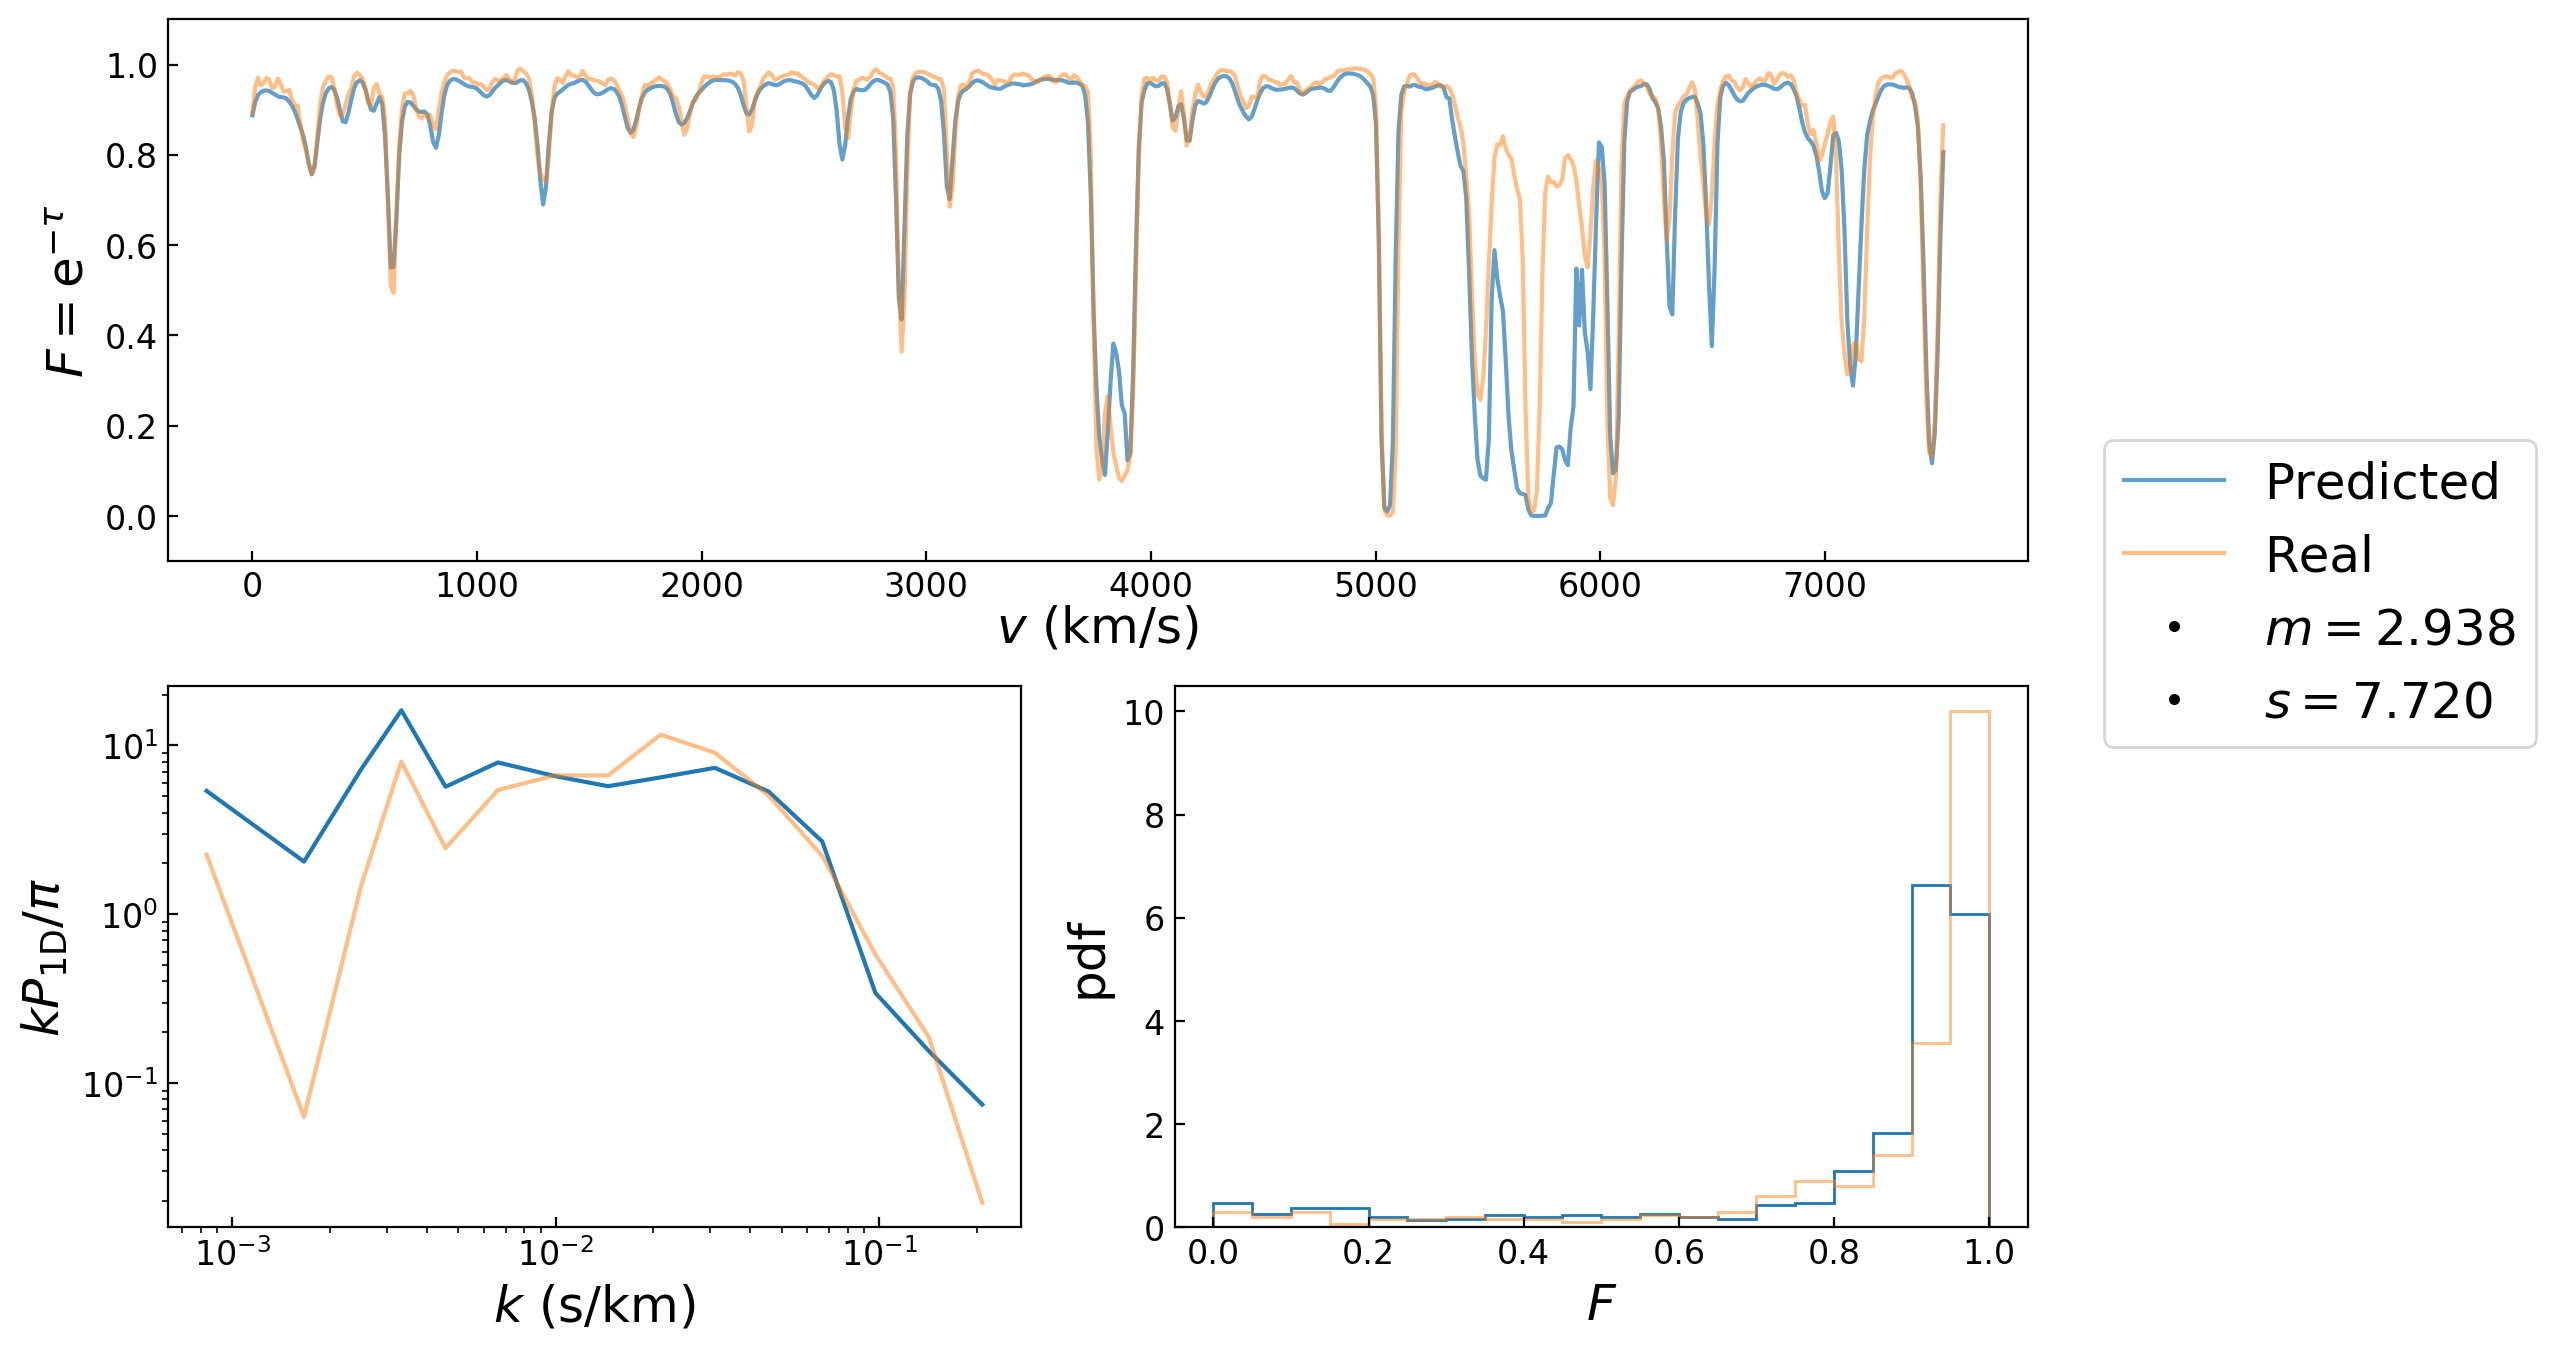 1.0
0.8
0.6
0.4
0.2
0.0
F = e^{−τ}
0 1000 2000 3000 4000 5000 6000 7000
v (km/s)
Predicted
Real
m = 2.938
s = 7.720
10^1
10^0
10^{−1}
kP_{1D}/π
10^{−3} 10^{−2} 10^{−1}
k (s/km)
10
8
6
4
2
0
pdf
0.0 0.2 0.4 0.6 0.8 1.0
F